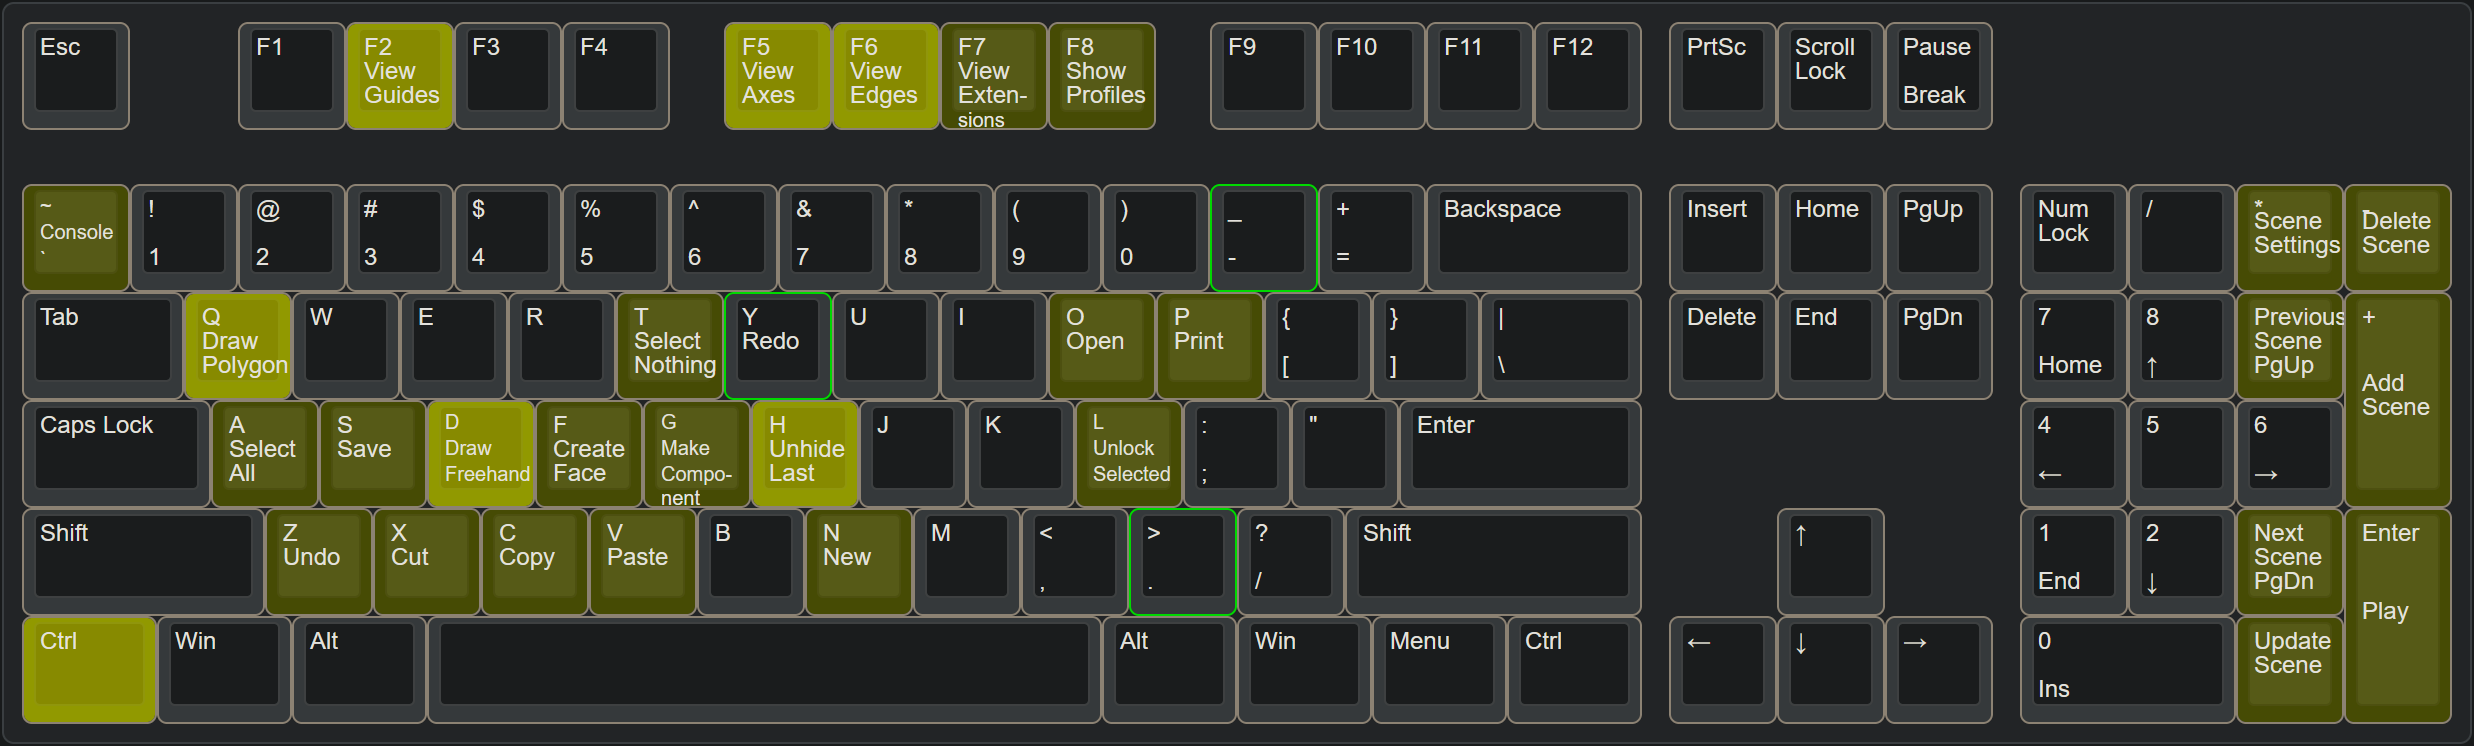 Esc
F1
F2
View
Guides
F3
F4
F5
View
Axes
F6
View
Edges
F7
View
Exten-
sions
F8
Show
Profiles
F9
F10
F11
F12
PrtSc
Scroll
Lock
Pause
Break
~
Console
`
!
1
@
2
#
3
$
4
%
5
^
6
&
7
*
8
(
9
)
0
_
-
+
=
Backspace
Insert
Home
PgUp
Num
Lock
/
*
Scene
Settings
-
Delete
Scene
Tab
Q
Draw
Polygon
W
E
R
T
Select
Nothing
Y
Redo
U
I
O
Open
P
Print
{
[
}
]
|
\
Delete
End
PgDn
7
Home
8
↑
Previous
Scene
PgUp
+
Add
Scene
Caps Lock
A
Select
All
S
Save
D
Draw
Freehand
F
Create
Face
G
Make
Compo-
nent
H
Unhide
Last
J
K
L
Unlock
Selected
:
;
"
Enter
4
←
5
6
→
Shift
Z
Undo
X
Cut
C
Copy
V
Paste
B
N
New
M
<
,
>
.
?
/
Shift
↑
1
End
2
↓
Next
Scene
PgDn
Enter
Play
Ctrl
Win
Alt
Alt
Win
Menu
Ctrl
←
↓
→
0
Ins
Update
Scene